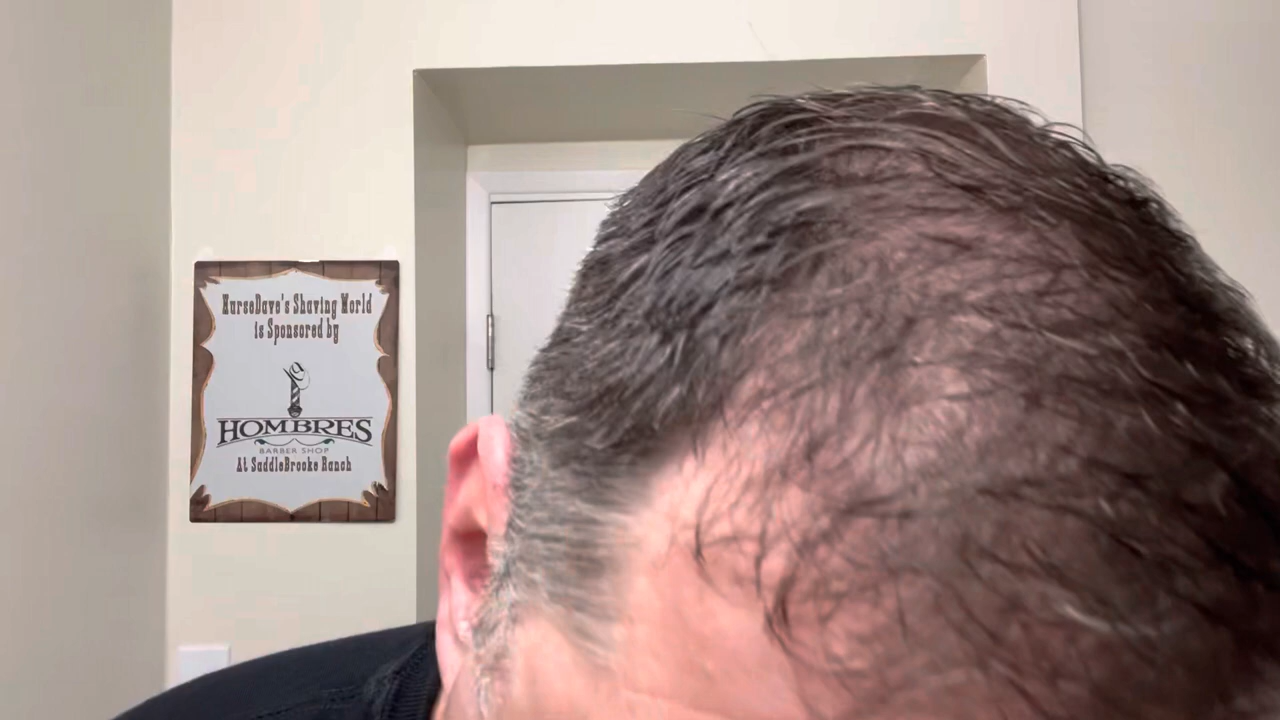 NurseDave's Shaving World
is Sponsored by
HOMBRES
BARBER SHOP
At SaddleBrooke Ranch